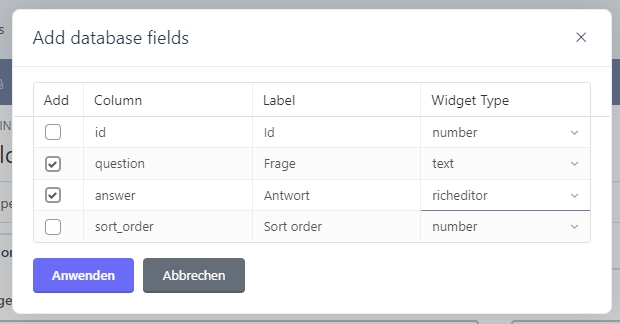 Add database fields
Add Column Label Widget Type
id Id number
question Frage text
answer Antwort richeditor
sort_order Sort order number
Anwenden Abbrechen